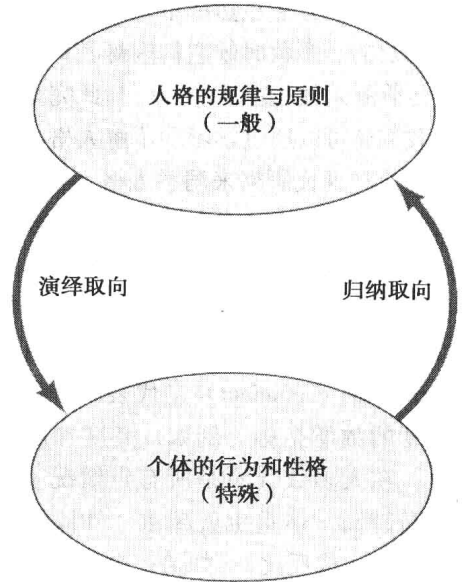 人格的规律与原则
（一般）
演绎取向
归纳取向
个体的行为和性格
（特殊）